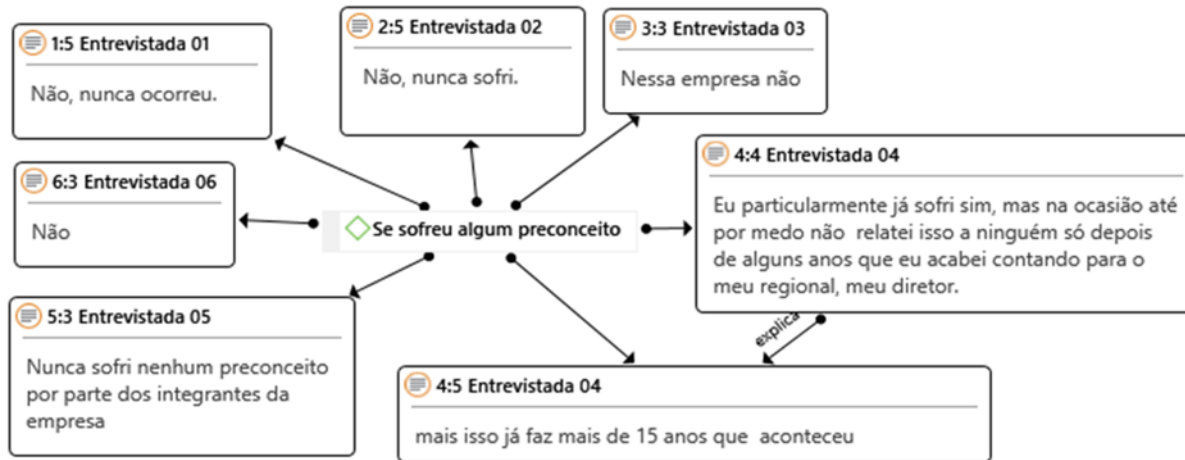 1:5 Entrevistada 01
Não, nunca ocorreu.
2:5 Entrevistada 02
Não, nunca sofri.
3:3 Entrevistada 03
Nessa empresa não
4:4 Entrevistada 04
Eu particularmente já sofri sim, mas na ocasião até
por medo não relatei isso a ninguém só depois
de alguns anos que eu acabei contando para o
meu regional, meu diretor.
6:3 Entrevistada 06
Não
Se sofreu algum preconceito
5:3 Entrevistada 05
Nunca sofri nenhum preconceito
por parte dos integrantes da
empresa
explica
4:5 Entrevistada 04
mais isso já faz mais de 15 anos que aconteceu